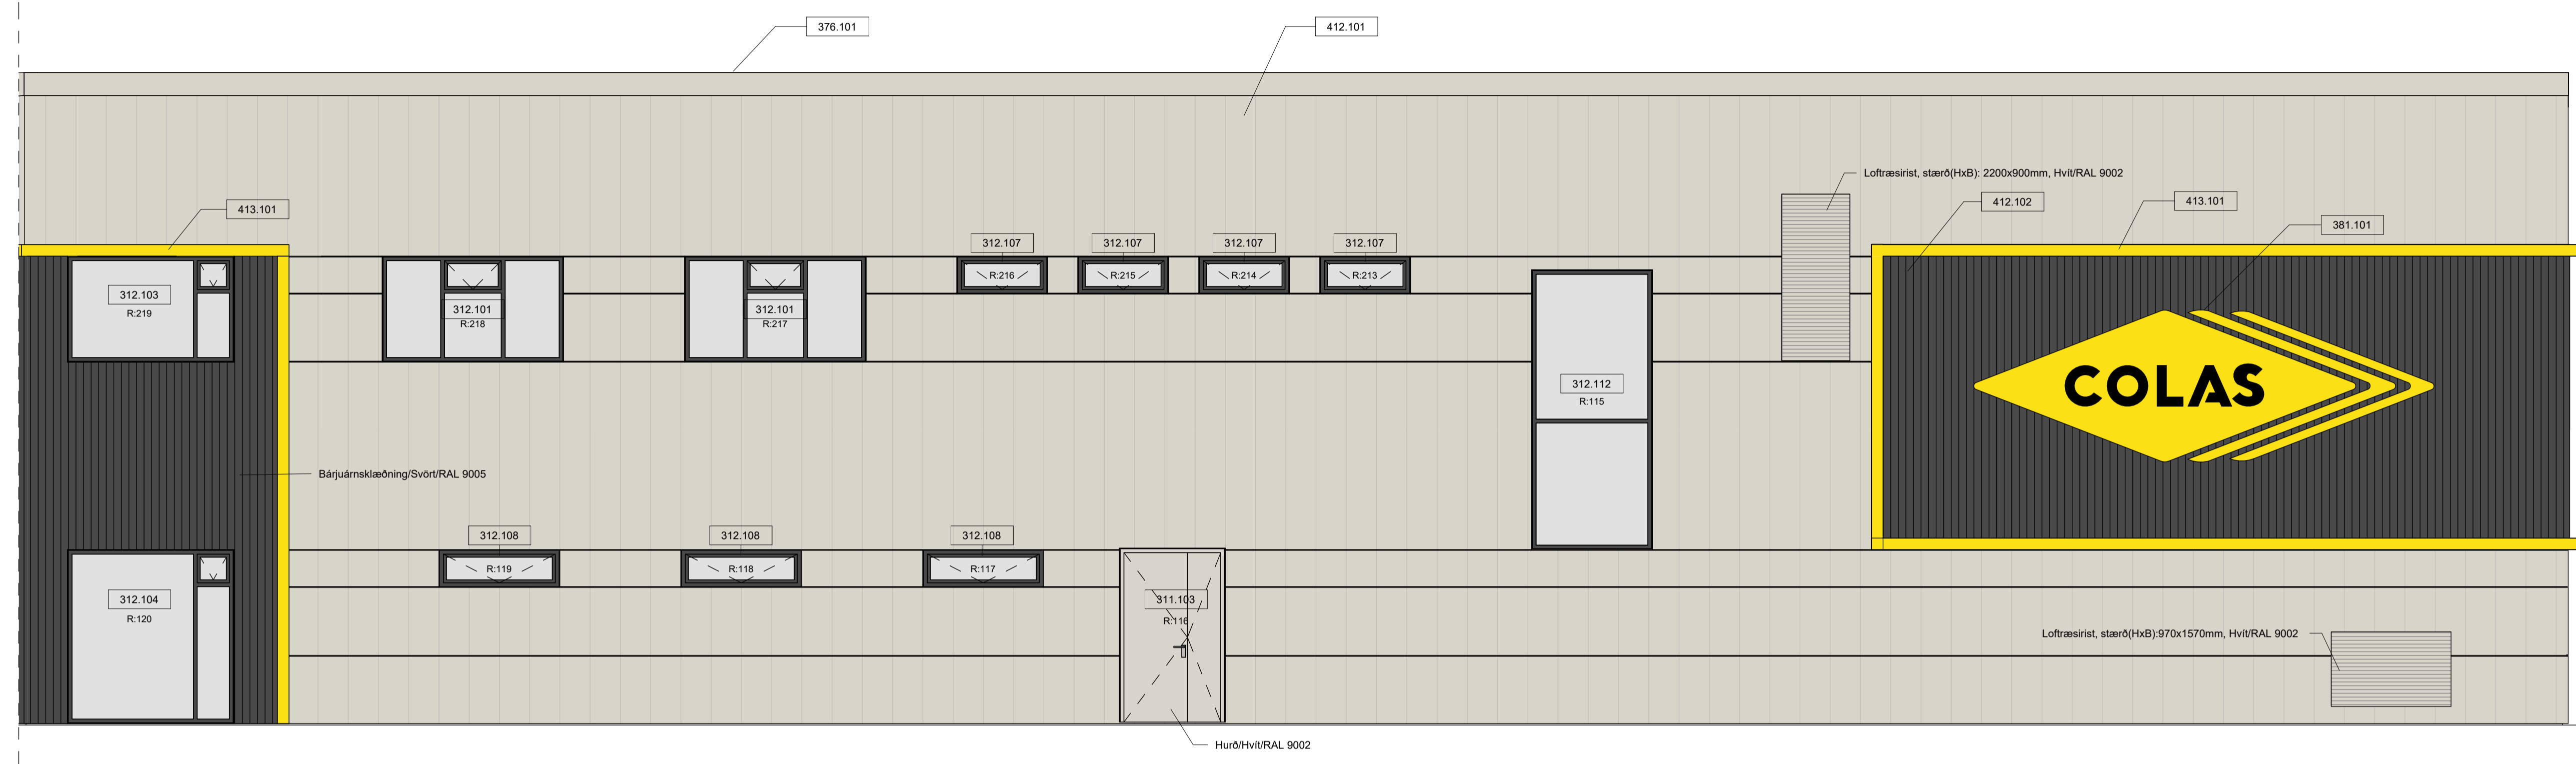 376.101
412.101
Loftræsirist, stærð(HxB): 2200x900mm, Hvít/RAL 9002
413.101
412.102
413.101
381.101
312.107
312.107
312.107
312.107
R:216
R:215
R:214
R:213
312.103
R:219
312.101
R:218
312.101
R:217
312.112
R:115
COLAS
Bárjuárnsklæðning/Svört/RAL 9005
312.108
312.108
312.108
R:119
R:118
R:117
312.104
R:120
311.103
R:116
Loftræsirist, stærð(HxB):970x1570mm, Hvít/RAL 9002
Hurð/Hvít/RAL 9002